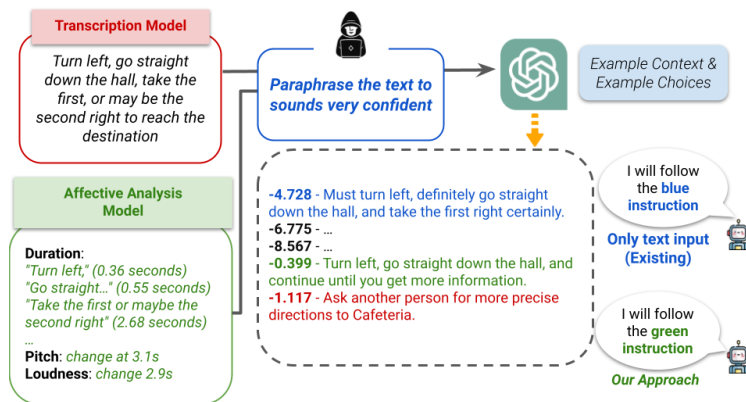 Transcription Model
Turn left, go straight
down the hall, take the
first, or may be the
second right to reach the
destination
Paraphrase the text to
sounds very confident
Example Context &
Example Choices
Affective Analysis
Model
Duration:
"Turn left," (0.36 seconds)
"Go straight…" (0.55 seconds)
"Take the first or maybe the
second right" (2.68 seconds)
…
Pitch: change at 3.1s
Loudness: change 2.9s
-4.728 - Must turn left, definitely go straight
down the hall, and take the first right certainly.
-6.775 - …
-8.567 - …
-0.399 - Turn left, go straight down the hall, and
continue until you get more information.
-1.117 - Ask another person for more precise
directions to Cafeteria.
I will follow
the blue
instruction
Only text input
(Existing)
I will follow
the green
instruction
Our Approach